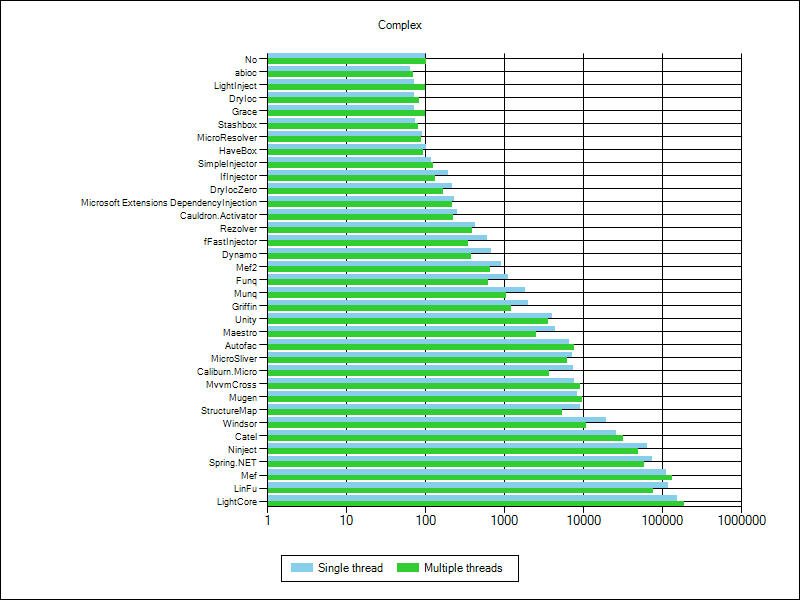 Complex
No
abioc
LightInject
DryIoc
Grace
Stashbox
MicroResolver
HaveBox
SimpleInjector
IfInjector
DryIocZero
Microsoft Extensions DependencyInjection
Cauldron.Activator
Rezolver
fFastInjector
Dynamo
Mef2
Funq
Munq
Griffin
Unity
Maestro
Autofac
MicroSliver
Caliburn.Micro
MvvmCross
Mugen
StructureMap
Windsor
Catel
Ninject
Spring.NET
Mef
LinFu
LightCore
1 10 100 1000 10000 100000 1000000
Single thread Multiple threads